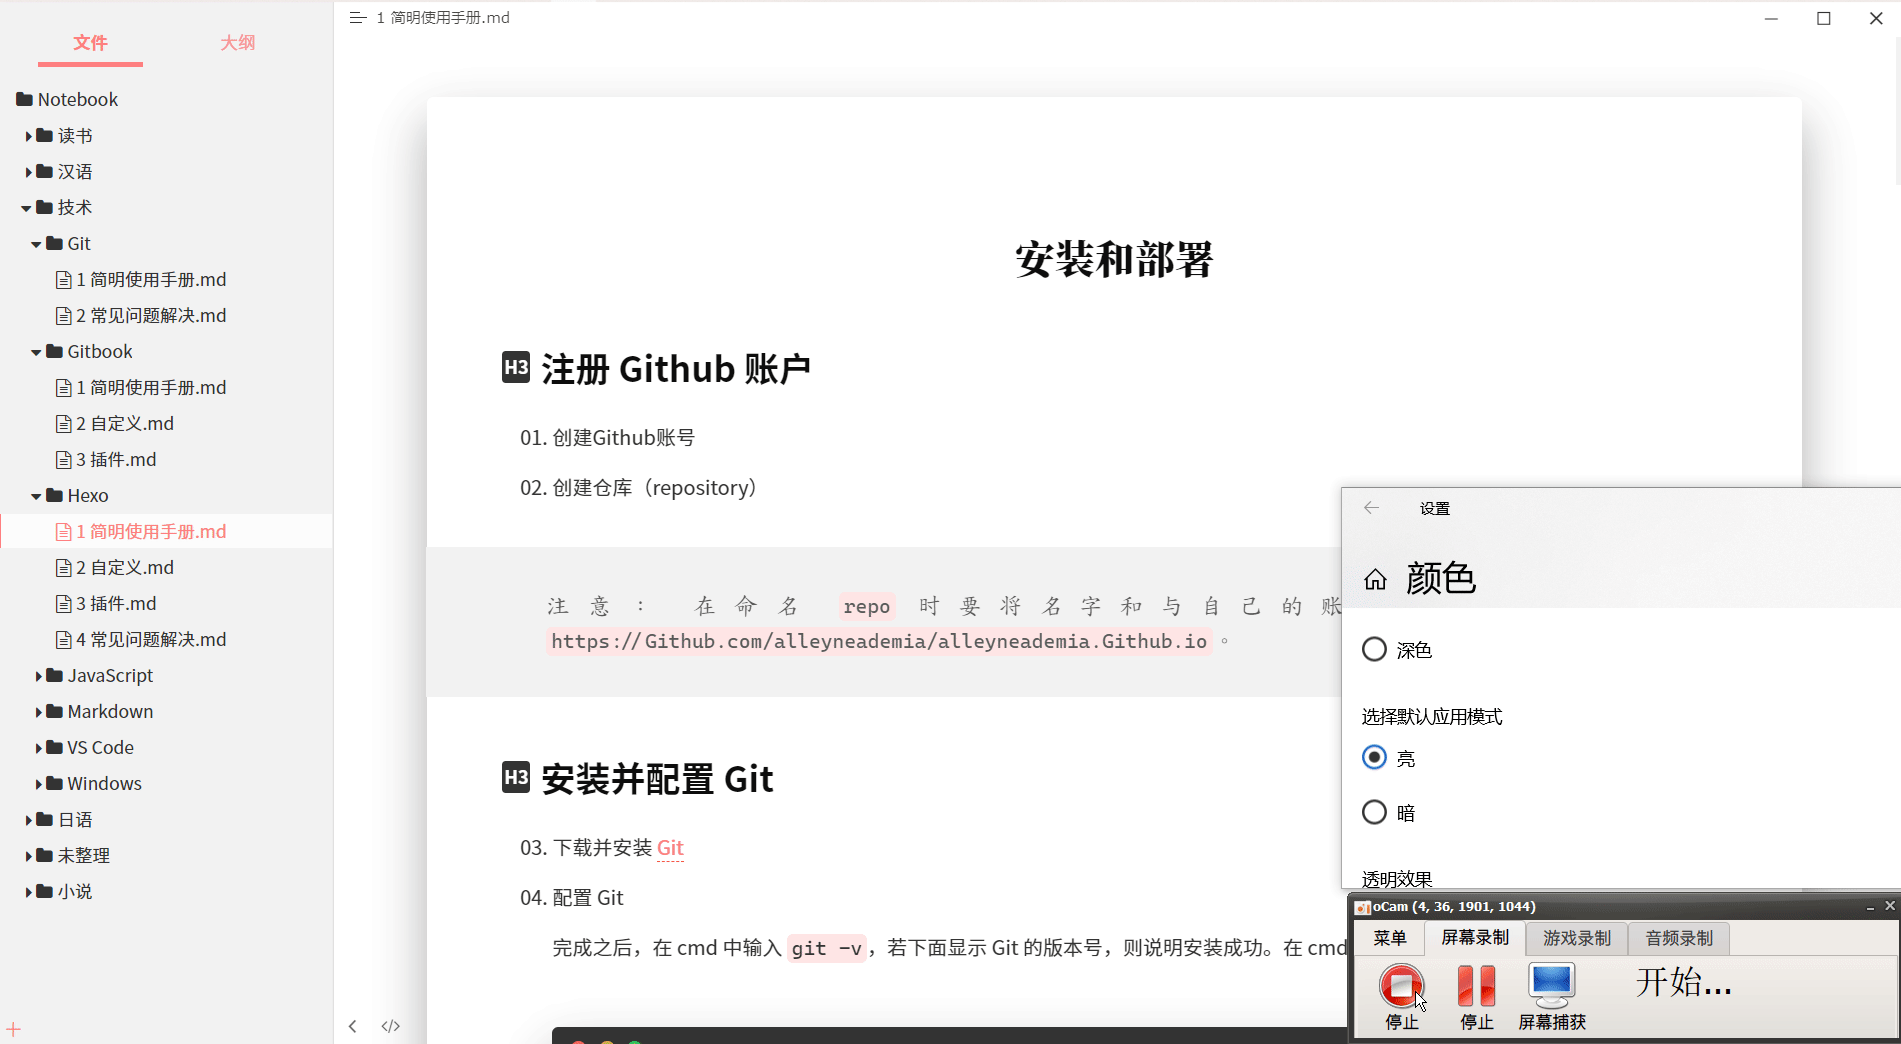 1 简明使用手册.md
文件
大纲
Notebook
读书
汉语
技术
Git
1 简明使用手册.md
2 常见问题解决.md
Gitbook
1 简明使用手册.md
2 自定义.md
3 插件.md
Hexo
1 简明使用手册.md
2 自定义.md
3 插件.md
4 常见问题解决.md
JavaScript
Markdown
VS Code
Windows
日语
未整理
小说
安装和部署
H3 注册 Github 账户
01. 创建Github账号
02. 创建仓库（repository）
注意： 在命名 repo 时要将名字和与自己的账
https://Github.com/alleyneademia/alleyneademia.Github.io 。
H3 安装并配置 Git
03. 下载并安装 Git
04. 配置 Git
完成之后，在 cmd 中输入 git -v，若下面显示 Git 的版本号，则说明安装成功。在 cmd
</>
设置
颜色
深色
选择默认应用模式
亮
暗
透明效果
oCam (4, 36, 1901, 1044)
菜单 屏幕录制 游戏录制 音频录制
开始...
停止 停止 屏幕捕获